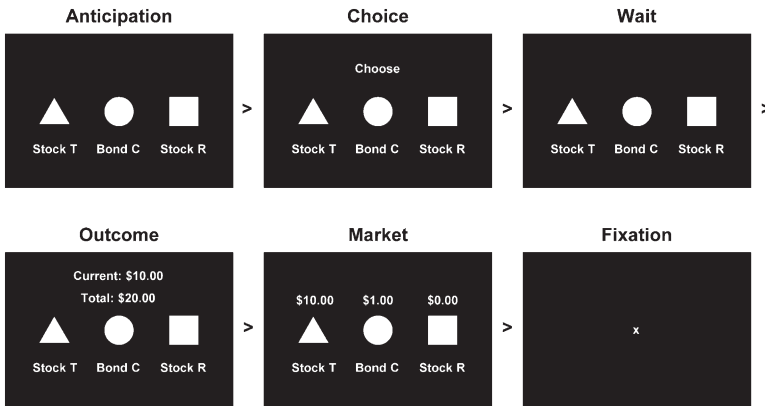 Anticipation
Choice
Wait
Choose
>
>
>
Stock T Bond C Stock R
Stock T Bond C Stock R
Stock T Bond C Stock R
Outcome
Market
Fixation
Current: $10.00
Total: $20.00
$10.00 $1.00 $0.00
>
>
x
Stock T Bond C Stock R
Stock T Bond C Stock R